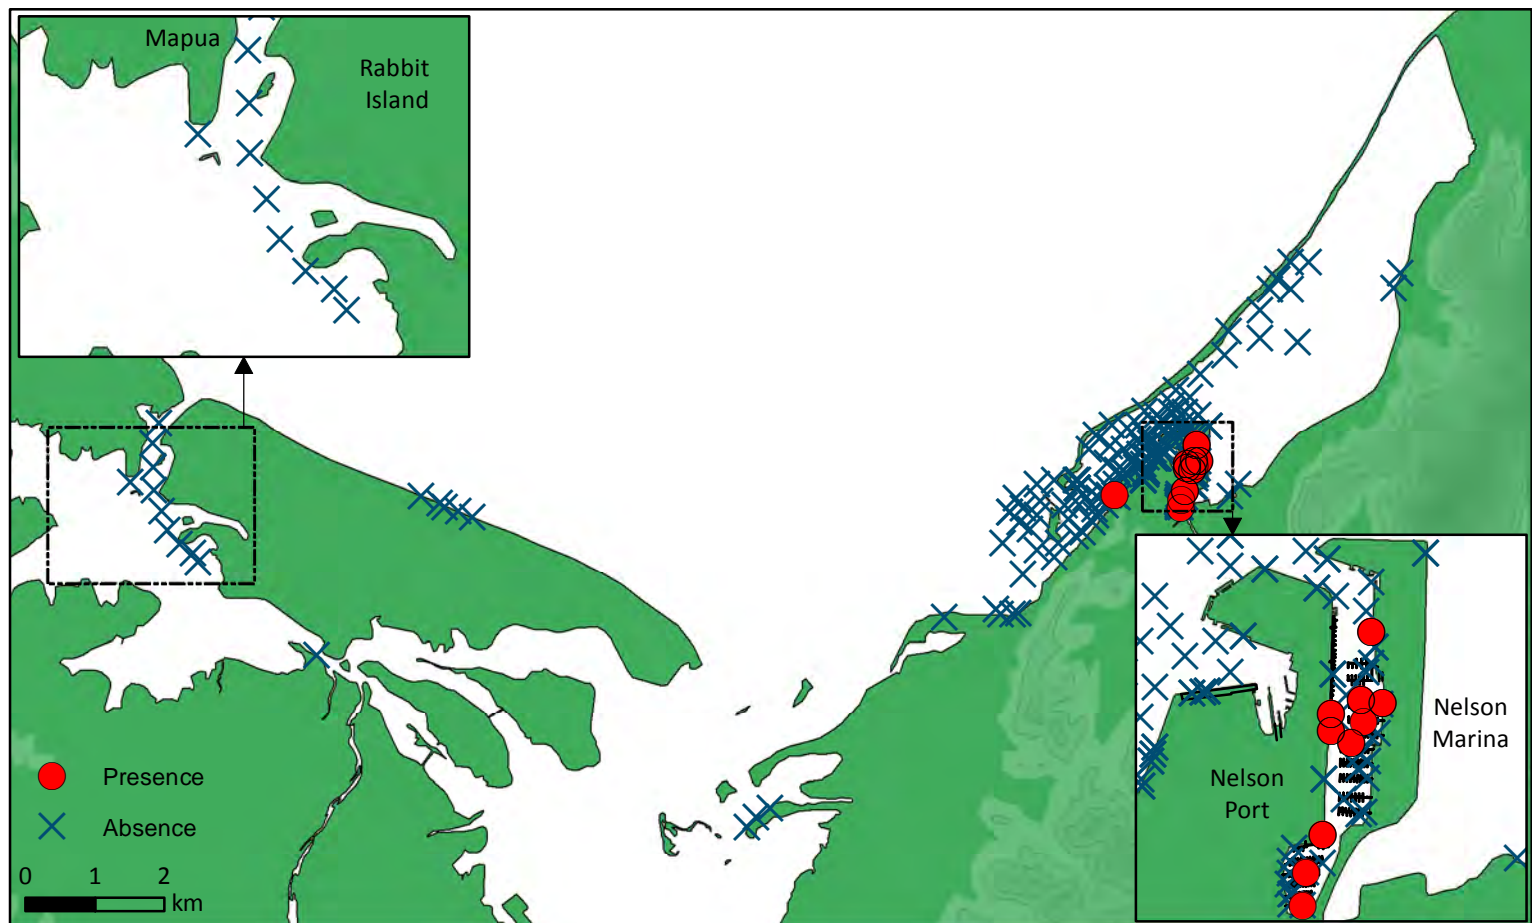 Mapua
Rabbit
Island
Nelson
Marina
Nelson
Port
Presence
Absence
0 1 2
km